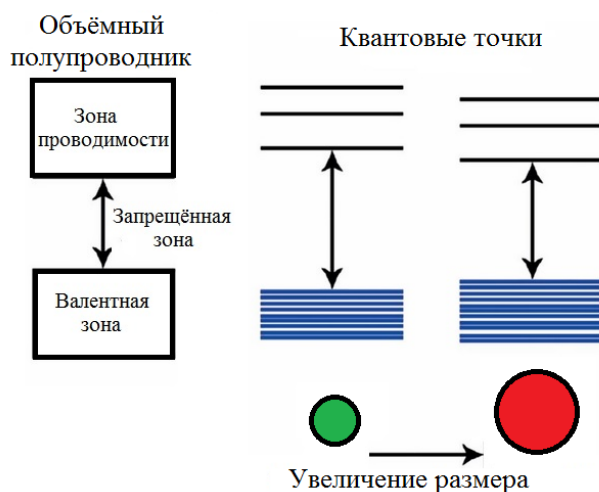 Объёмный
полупроводник
Квантовые точки
Зона
проводимости
Запрещённая
зона
Валентная
зона
Увеличение размера